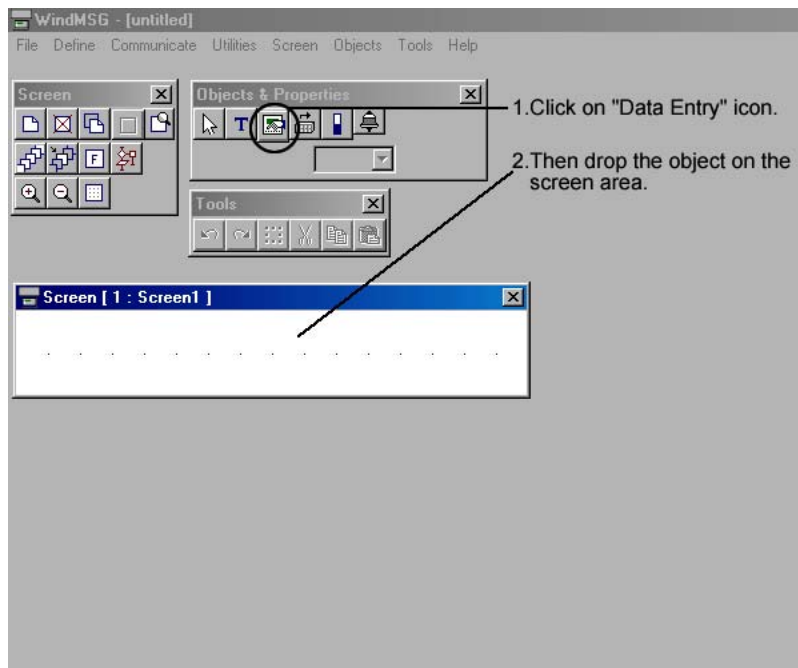 WindMSG - [untitled]
File Define Communicate Utilities Screen Objects Tools Help
Screen
Objects & Properties
T
F
1.Click on "Data Entry" icon.
2.Then drop the object on the
screen area.
Tools
Screen [ 1 : Screen1 ]